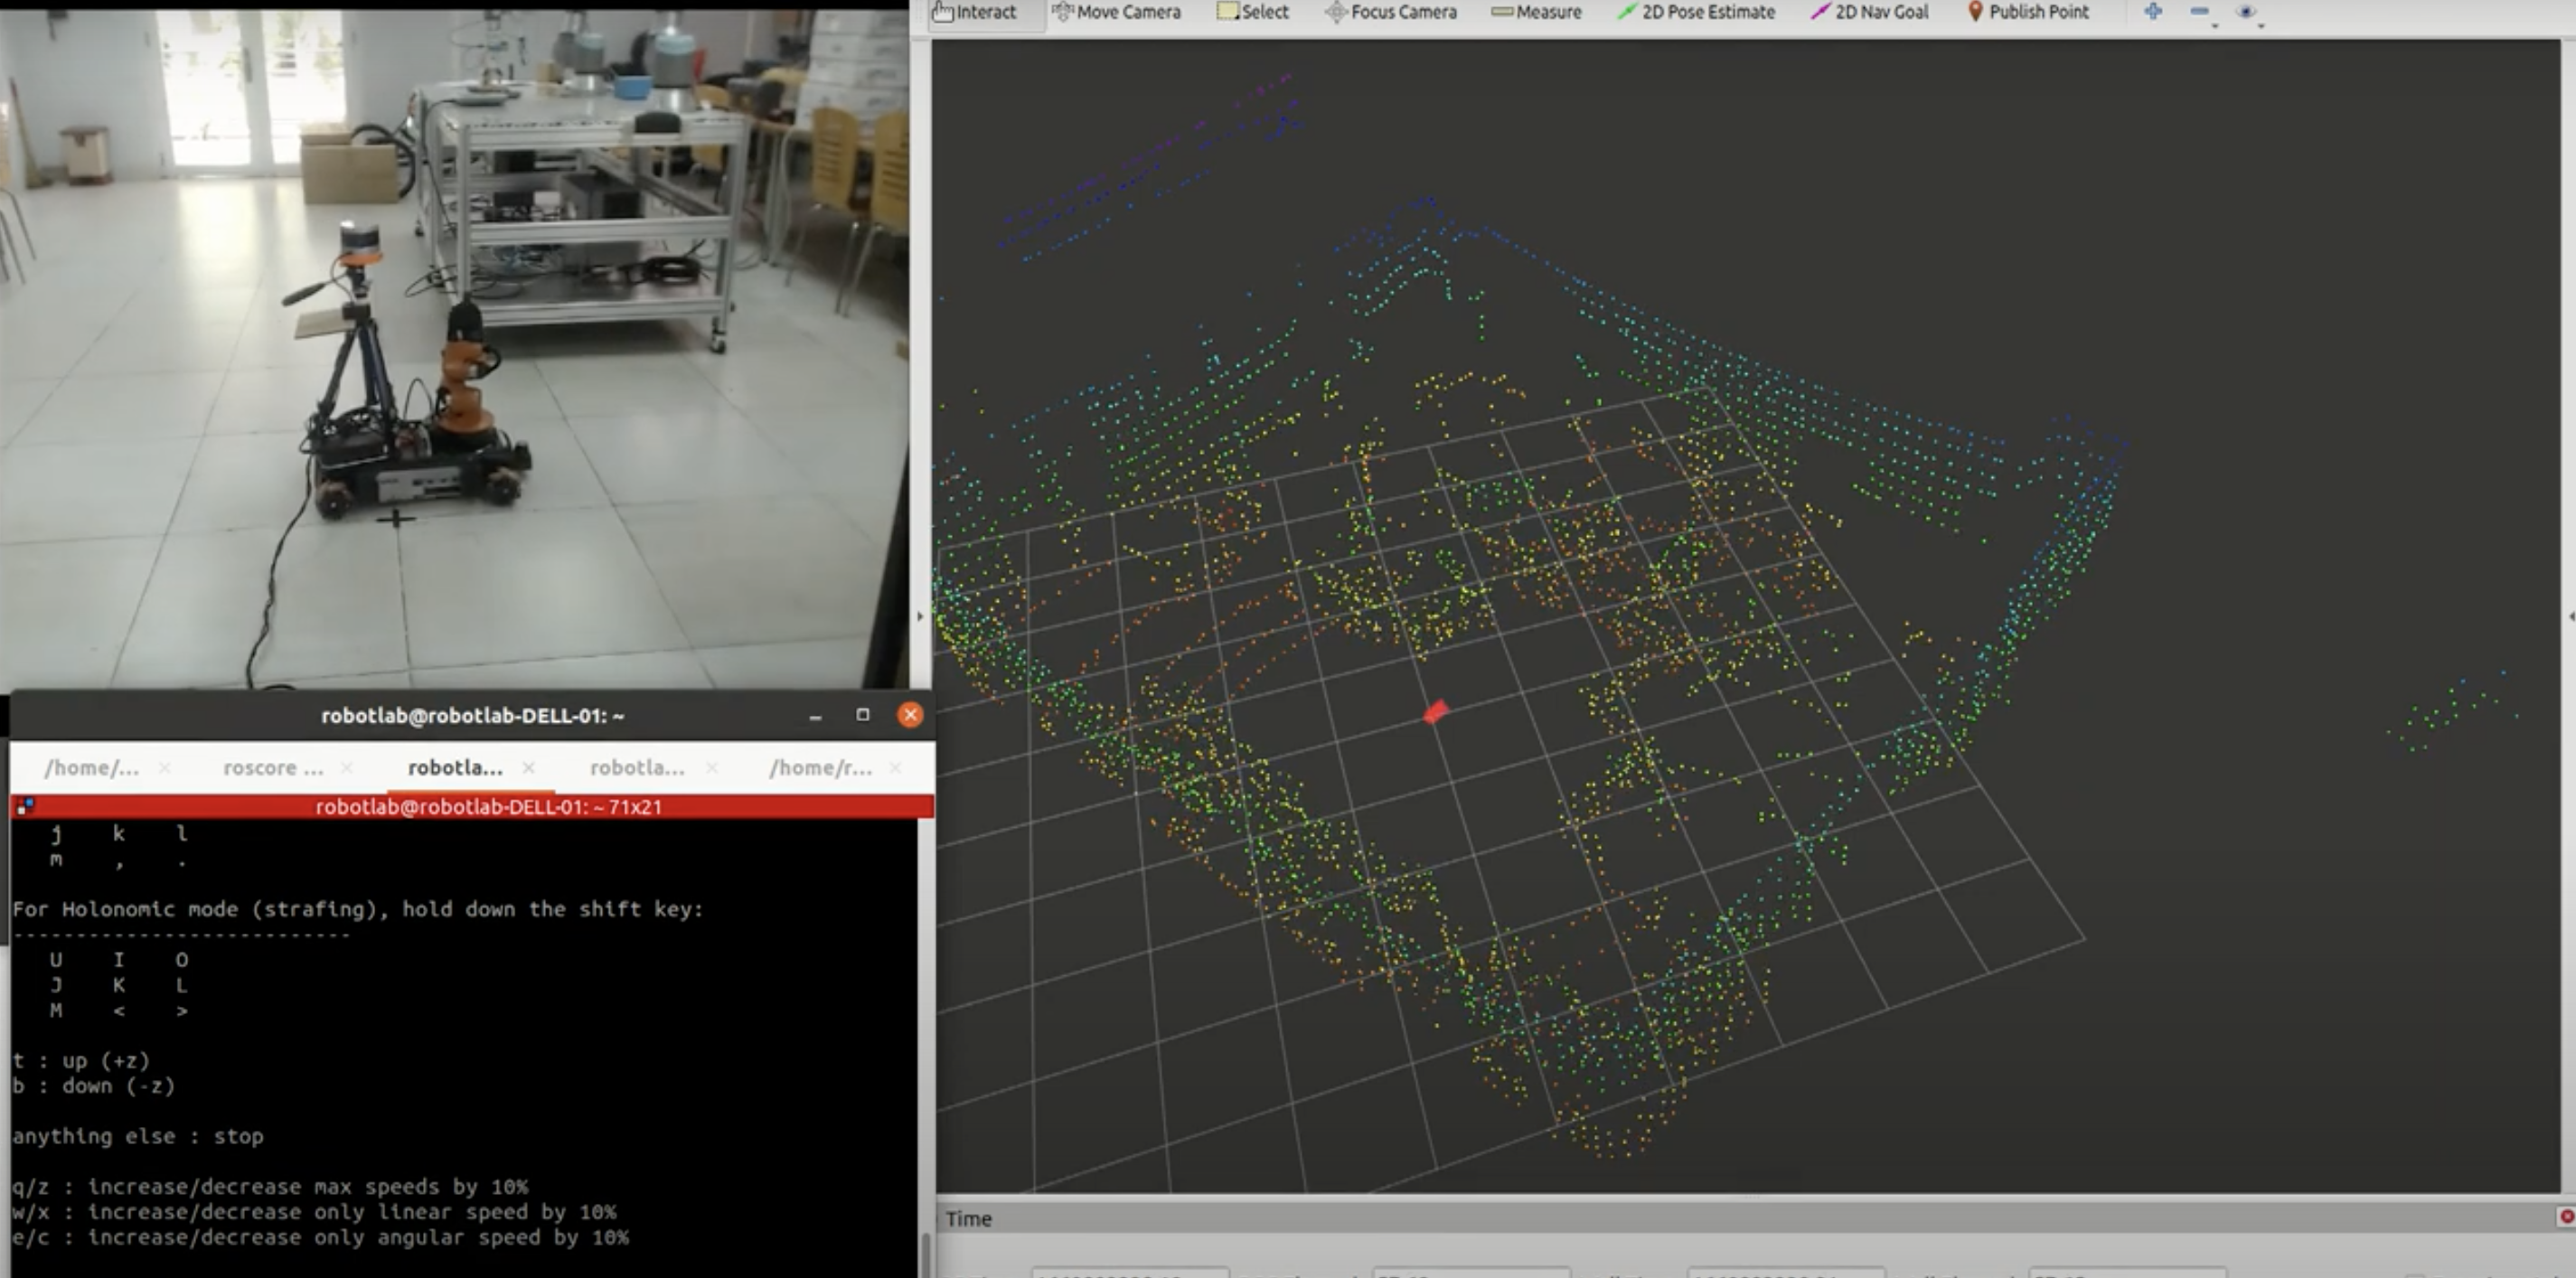 Interact Move Camera Select Focus Camera Measure 2D Pose Estimate 2D Nav Goal Publish Point
robotlab@robotlab-DELL-01: ~
/home/... roscore ... robotla... robotla... /home/r...
robotlab@robotlab-DELL-01: ~ 71x21
j k l
m , .
For Holonomic mode (strafing), hold down the shift key:
---------------------------
U I O
J K L
M < >
t : up (+z)
b : down (-z)
anything else : stop
q/z : increase/decrease max speeds by 10%
w/x : increase/decrease only linear speed by 10%
e/c : increase/decrease only angular speed by 10%
Time